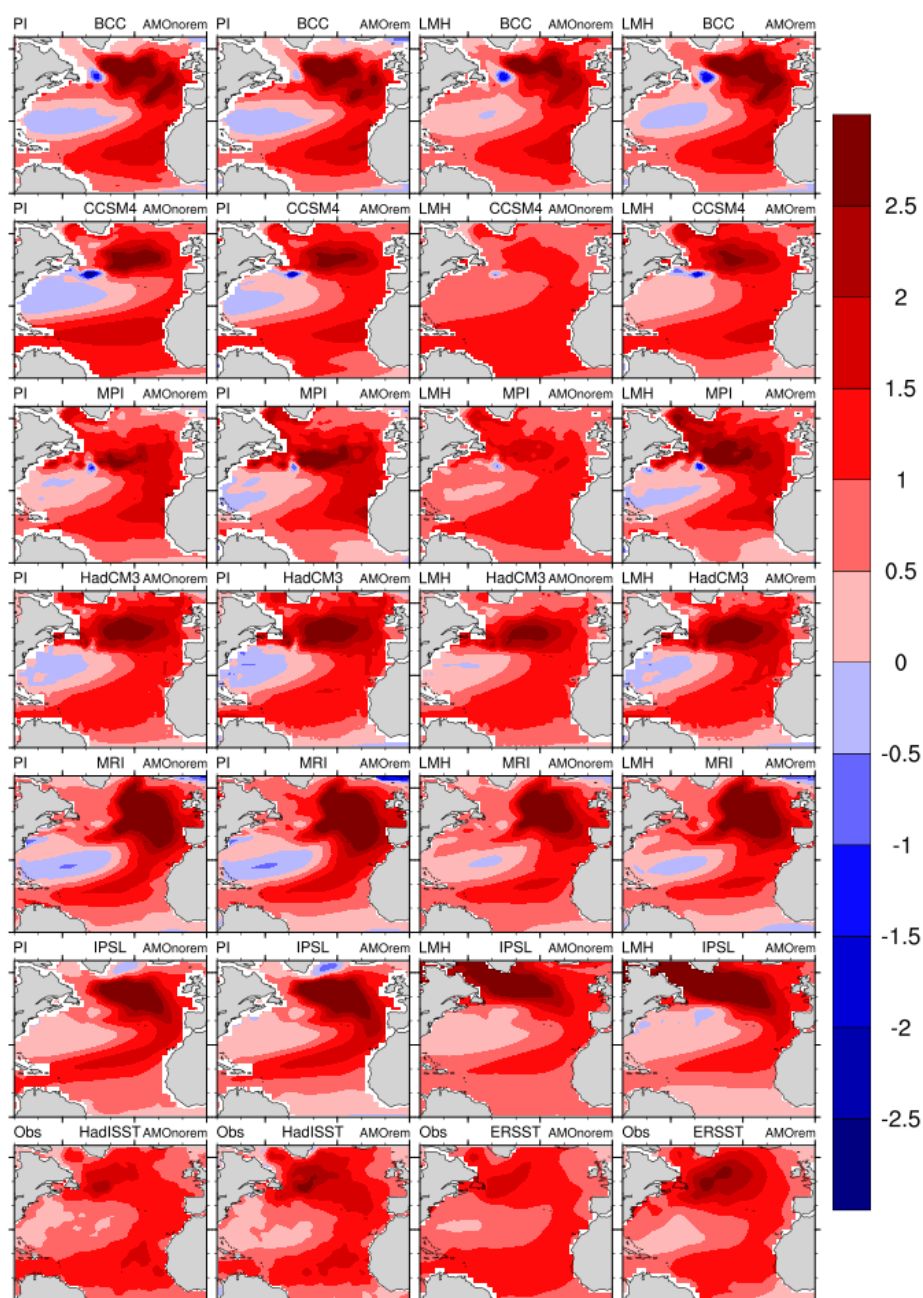 PI BCC AMOnorem PI BCC AMOrem LMH BCC AMOnorem LMH BCC AMOrem
PI CCSM4 AMOnorem PI CCSM4 AMOrem LMH CCSM4 AMOnorem LMH CCSM4 AMOrem
PI MPI AMOnorem PI MPI AMOrem LMH MPI AMOnorem LMH MPI AMOrem
PI HadCM3 AMOnorem PI HadCM3 AMOrem LMH HadCM3 AMOnorem LMH HadCM3 AMOrem
PI MRI AMOnorem PI MRI AMOrem LMH MRI AMOnorem LMH MRI AMOrem
PI IPSL AMOnorem PI IPSL AMOrem LMH IPSL AMOnorem LMH IPSL AMOrem
Obs HadISST AMOnorem Obs HadISST AMOrem Obs ERSST AMOnorem Obs ERSST AMOrem
2.5
2
1.5
1
0.5
0
-0.5
-1
-1.5
-2
-2.5